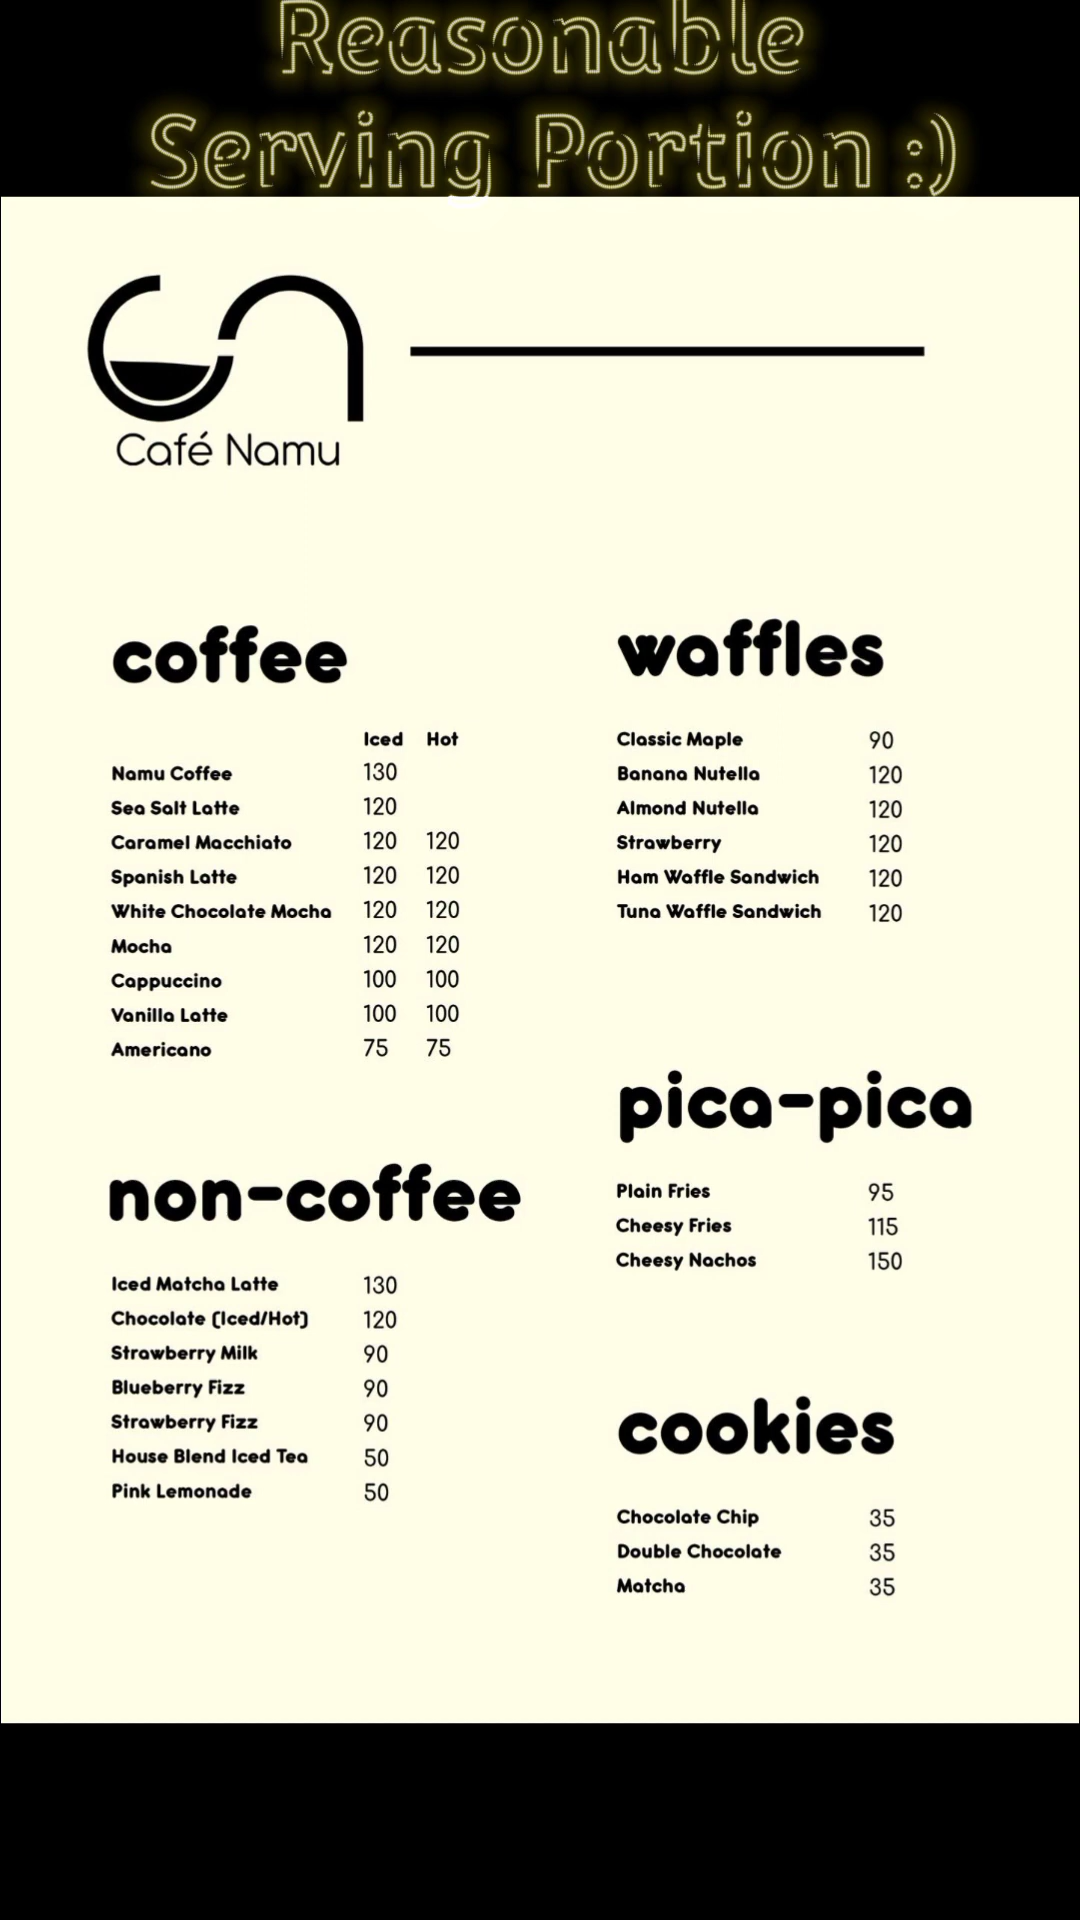 Reasonable
Serving Portion :)
Café Namu
coffee
Iced Hot
Namu Coffee 130
Sea Salt Latte 120
Caramel Macchiato 120 120
Spanish Latte 120 120
White Chocolate Mocha 120 120
Mocha 120 120
Cappuccino 100 100
Vanilla Latte 100 100
Americano 75 75
non-coffee
Iced Matcha Latte 130
Chocolate (Iced/Hot) 120
Strawberry Milk 90
Blueberry Fizz 90
Strawberry Fizz 90
House Blend Iced Tea 50
Pink Lemonade 50
waffles
Classic Maple 90
Banana Nutella 120
Almond Nutella 120
Strawberry 120
Ham Waffle Sandwich 120
Tuna Waffle Sandwich 120
pica-pica
Plain Fries 95
Cheesy Fries 115
Cheesy Nachos 150
cookies
Chocolate Chip 35
Double Chocolate 35
Matcha 35